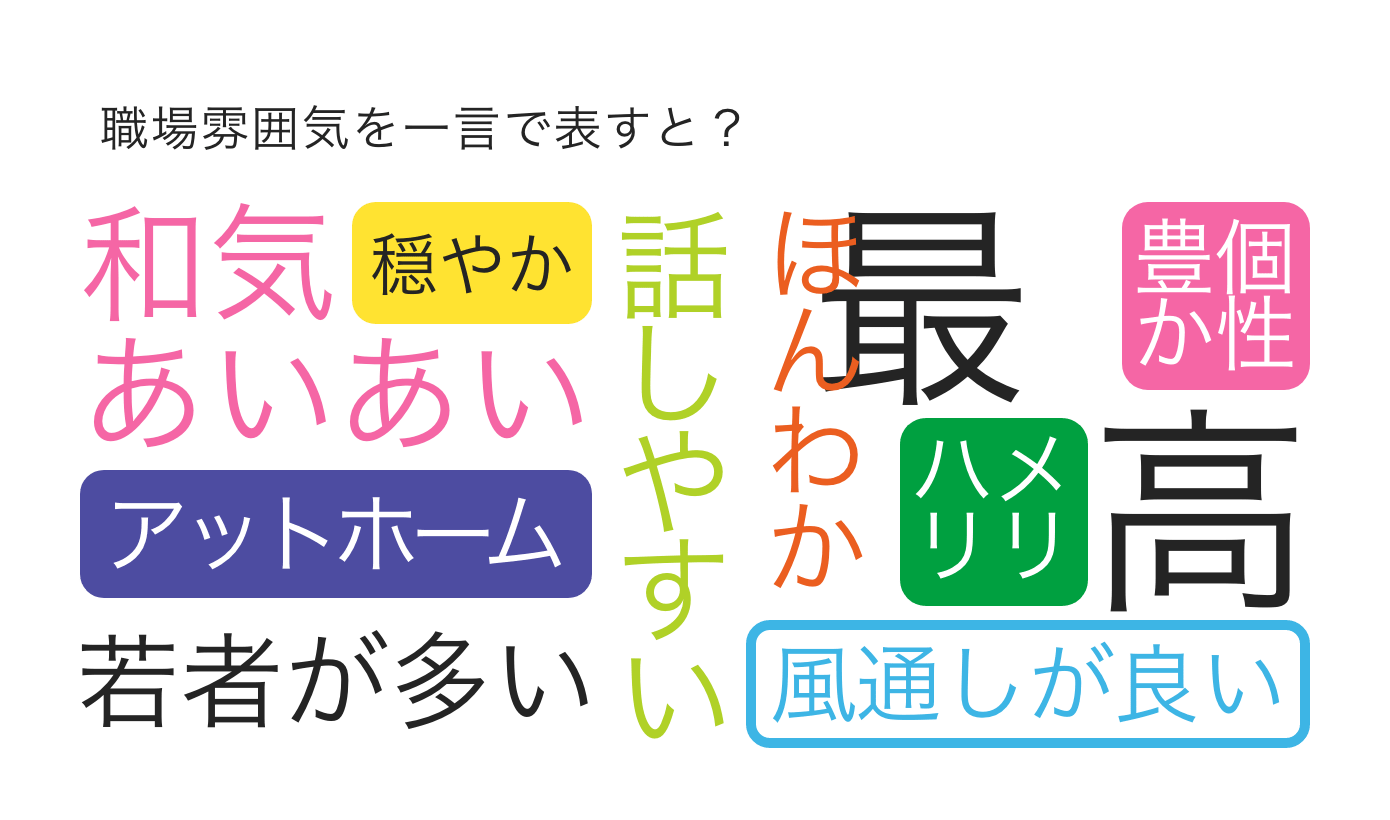 職場雰囲気を一言で表すと？
和気
あいあい
穏やか
アットホーム
若者が多い
話しやすい
ほんわか
最高
個性
豊か
メリ
ハリ
風通しが良い